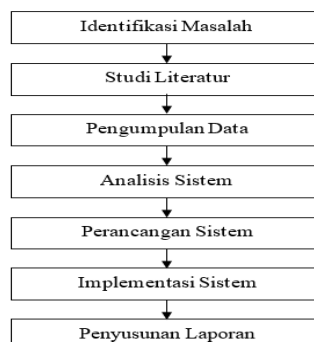 Identifikasi Masalah
Studi Literatur
Pengumpulan Data
Analisis Sistem
Perancangan Sistem
Implementasi Sistem
Penyusunan Laporan